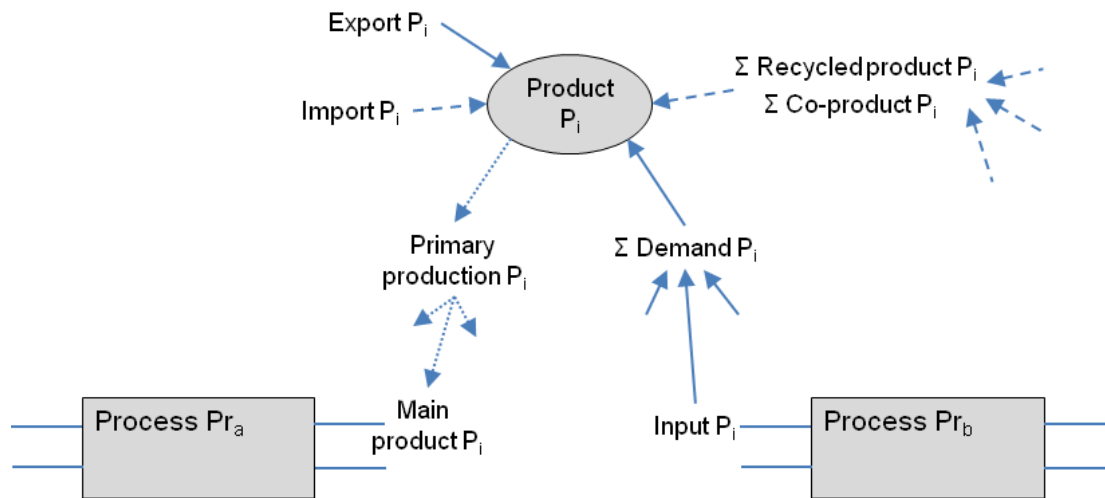 Export Pᵢ
Product
Pᵢ
Σ Recycled product Pᵢ
Σ Co-product Pᵢ
Import Pᵢ
Primary
production Pᵢ
Σ Demand Pᵢ
Process Prₐ
Main
product Pᵢ
Input Pᵢ
Process Pr_b